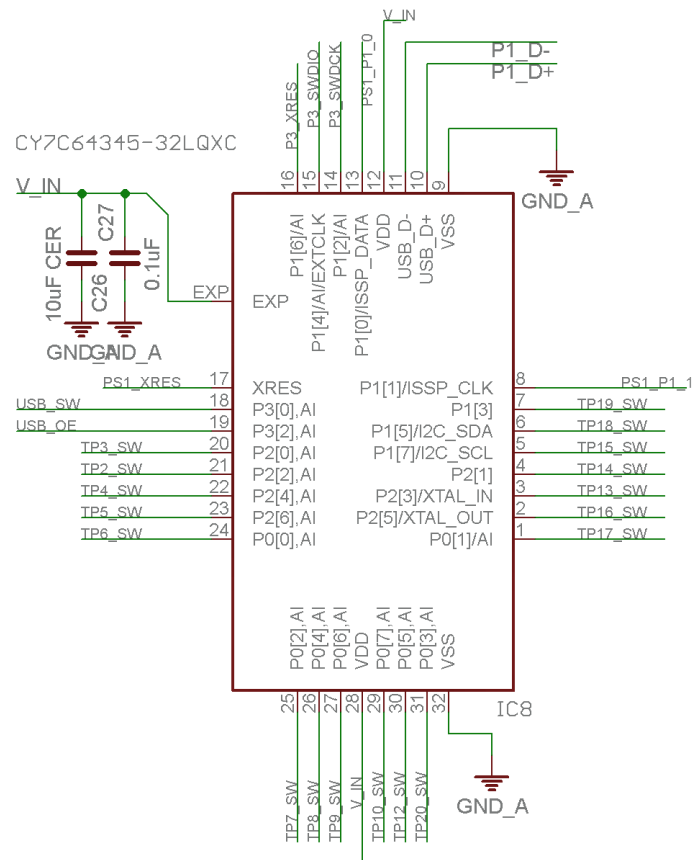 V_IN
P1_D-
P1_D+
P3_XRES
P3_SWDIO
P3_SWDCK
PS1_P1_0
CY7C64345-32LQXC
16
15
14
13
12
11
10
9
GND_A
V_IN
C27
10uF CER
C26
0.1uF
GND_A
GND_A
P1[6]/AI
P1[4]/AI/EXTCLK
P1[2]/AI
P1[0]/ISSP_DATA
VDD
USB_D-
USB_D+
VSS
EXP
EXP
PS1_XRES 17 XRES P1[1]/ISSP_CLK 8 PS1_P1_1
USB_SW 18 P3[0],AI P1[3] 7 TP19_SW
USB_OE 19 P3[2],AI P1[5]/I2C_SDA 6 TP18_SW
TP3_SW 20 P2[0],AI P1[7]/I2C_SCL 5 TP15_SW
TP2_SW 21 P2[2],AI P2[1] 4 TP14_SW
TP4_SW 22 P2[4],AI P2[3]/XTAL_IN 3 TP13_SW
TP5_SW 23 P2[6],AI P2[5]/XTAL_OUT 2 TP16_SW
TP6_SW 24 P0[0],AI P0[1]/AI 1 TP17_SW
P0[2],AI
P0[4],AI
P0[6],AI
VDD
P0[7],AI
P0[5],AI
P0[3],AI
VSS
25
26
27
28
29
30
31
32
IC8
TP7_SW
TP8_SW
TP9_SW
V_IN
TP10_SW
TP12_SW
TP20_SW
GND_A